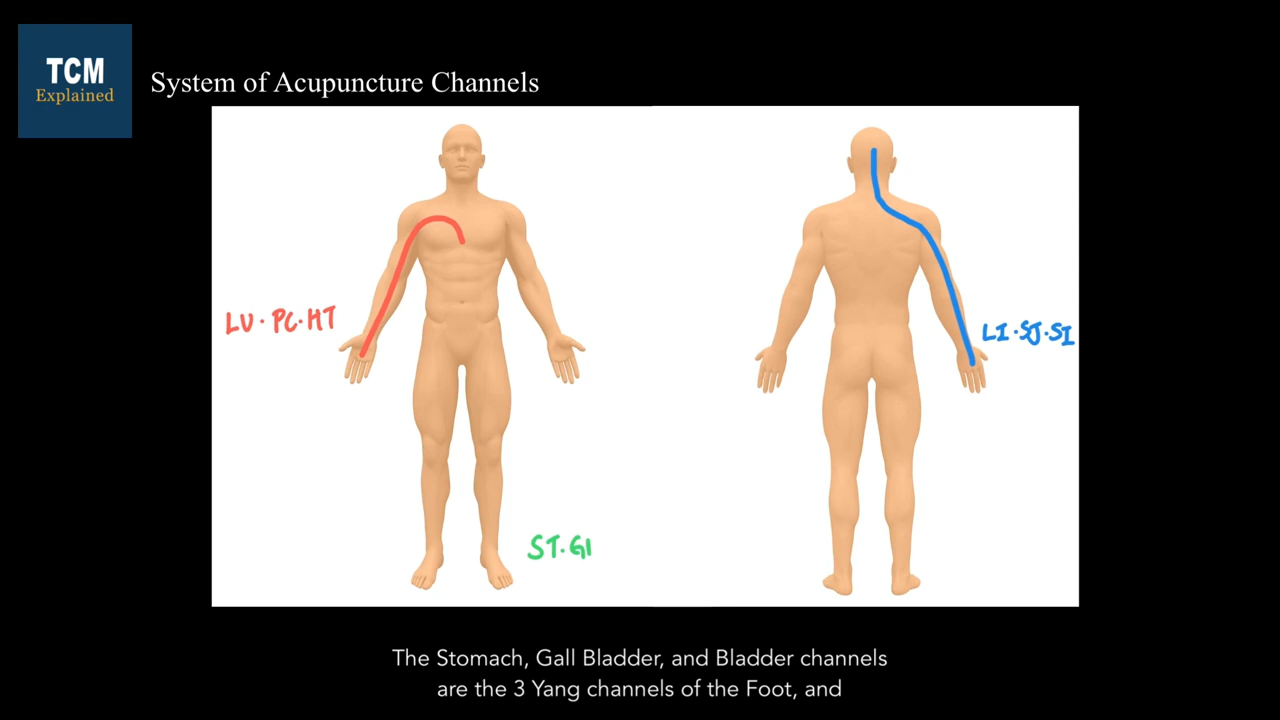 TCM
Explained
System of Acupuncture Channels
LU · PC · HT
LI · SJ · SI
ST · G
The Stomach, Gall Bladder, and Bladder channels
are the 3 Yang channels of the Foot, and